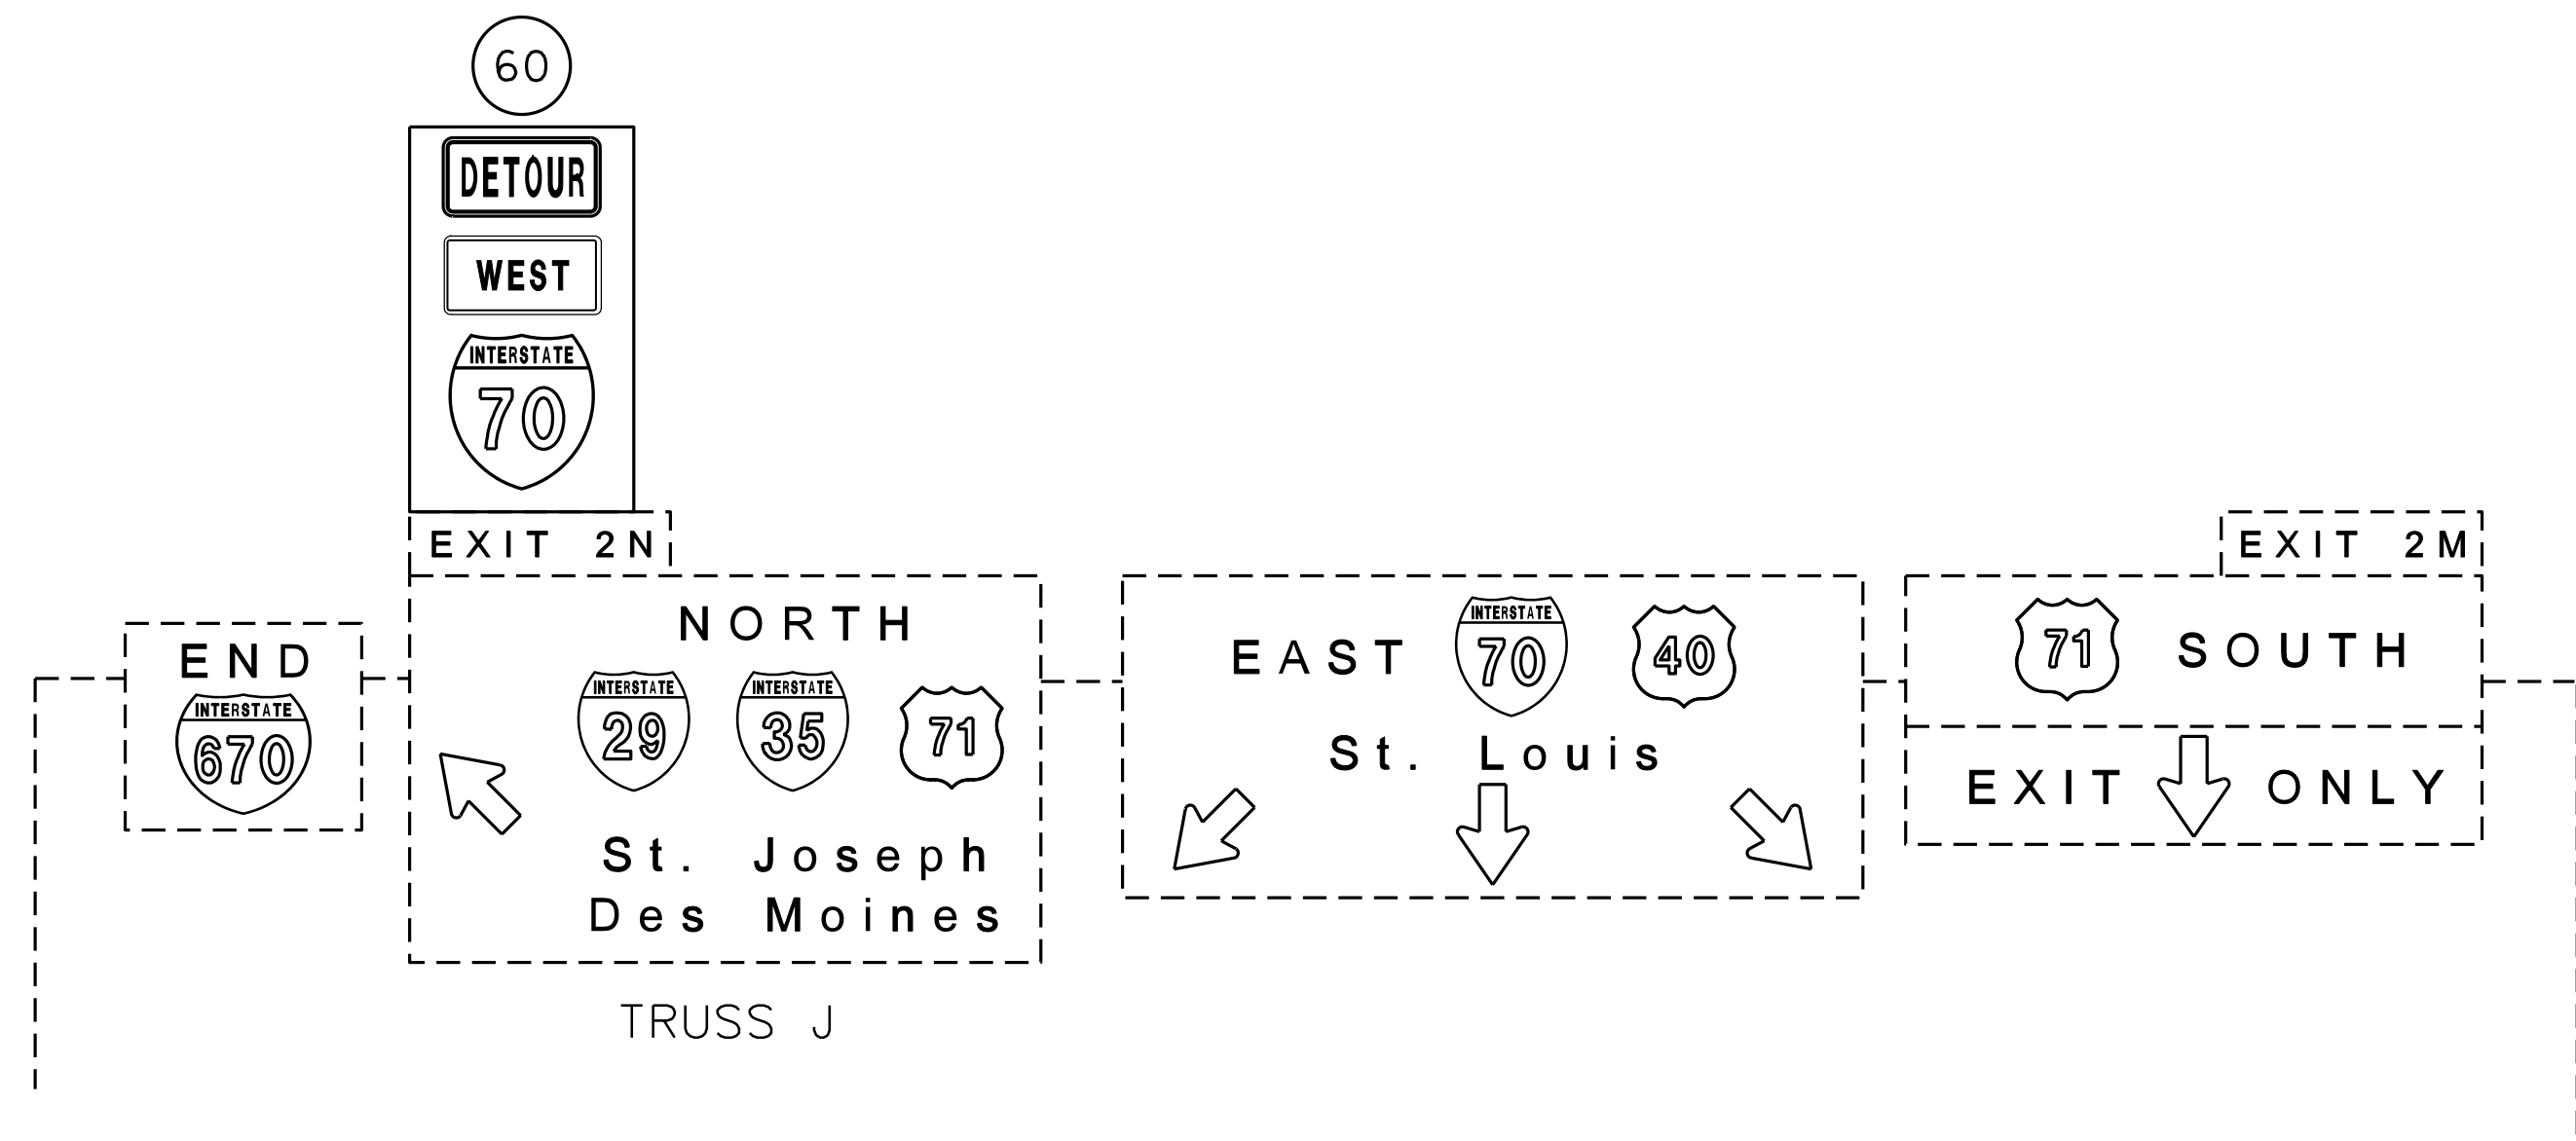 60
DETOUR
WEST
INTERSTATE
70
EXIT 2N
EXIT 2M
END
INTERSTATE
670
NORTH
INTERSTATE INTERSTATE
29 35 71
St. Joseph
Des Moines
EAST INTERSTATE 70 40
St. Louis
71 SOUTH
EXIT ONLY
TRUSS J